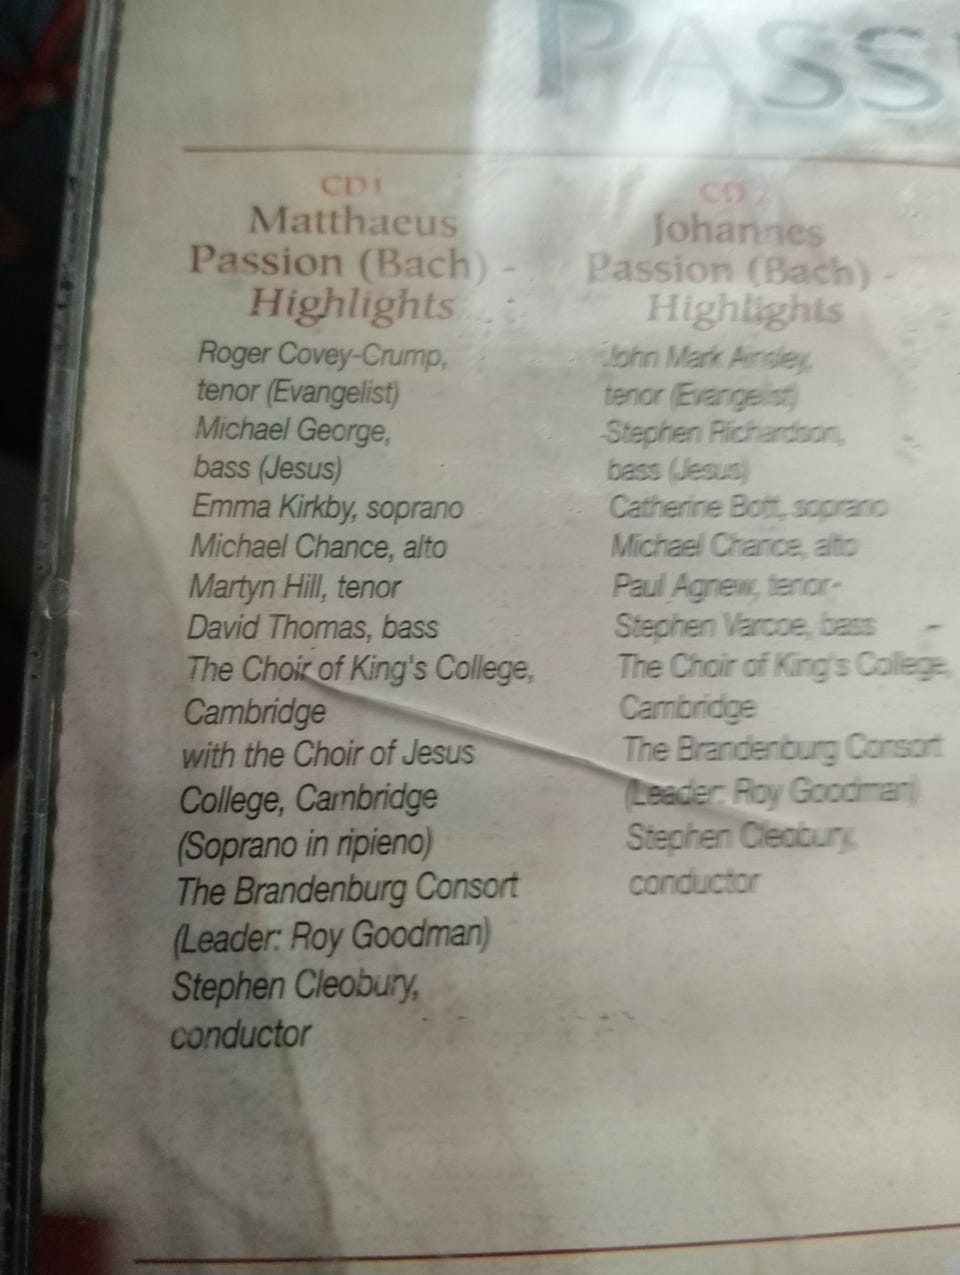 PASS
CD1
Matthaeus
Passion (Bach) -
Highlights
Roger Covey-Crump,
tenor (Evangelist)
Michael George,
bass (Jesus)
Emma Kirkby, soprano
Michael Chance, alto
Martyn Hill, tenor
David Thomas, bass
The Choir of King's College,
Cambridge
with the Choir of Jesus
College, Cambridge
(Soprano in ripieno)
The Brandenburg Consort
(Leader: Roy Goodman)
Stephen Cleobury,
conductor
CD 2
Johannes
Passion (Bach) -
Highlights
John Mark Ainsley,
tenor (Evangelist)
Stephen Richardson,
bass (Jesus)
Catherine Bott, soprano
Michael Chance, alto
Paul Agnew, tenor
Stephen Varcoe, bass
The Choir of King's College,
Cambridge
The Brandenburg Consort
(Leader: Roy Goodman)
Stephen Cleobury,
conductor